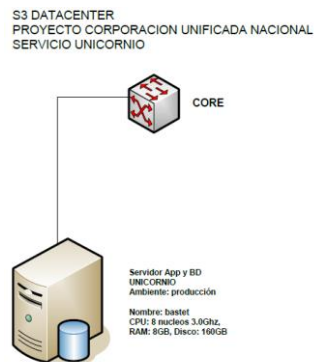 S3 DATACENTER
PROYECTO CORPORACION UNIFICADA NACIONAL
SERVICIO UNICORNIO
CORE
Servidor App y BD
UNICORNIO
Ambiente: producción
Nombre: bastet
CPU: 8 nucleos 3.0Ghz,
RAM: 8GB, Disco: 160GB